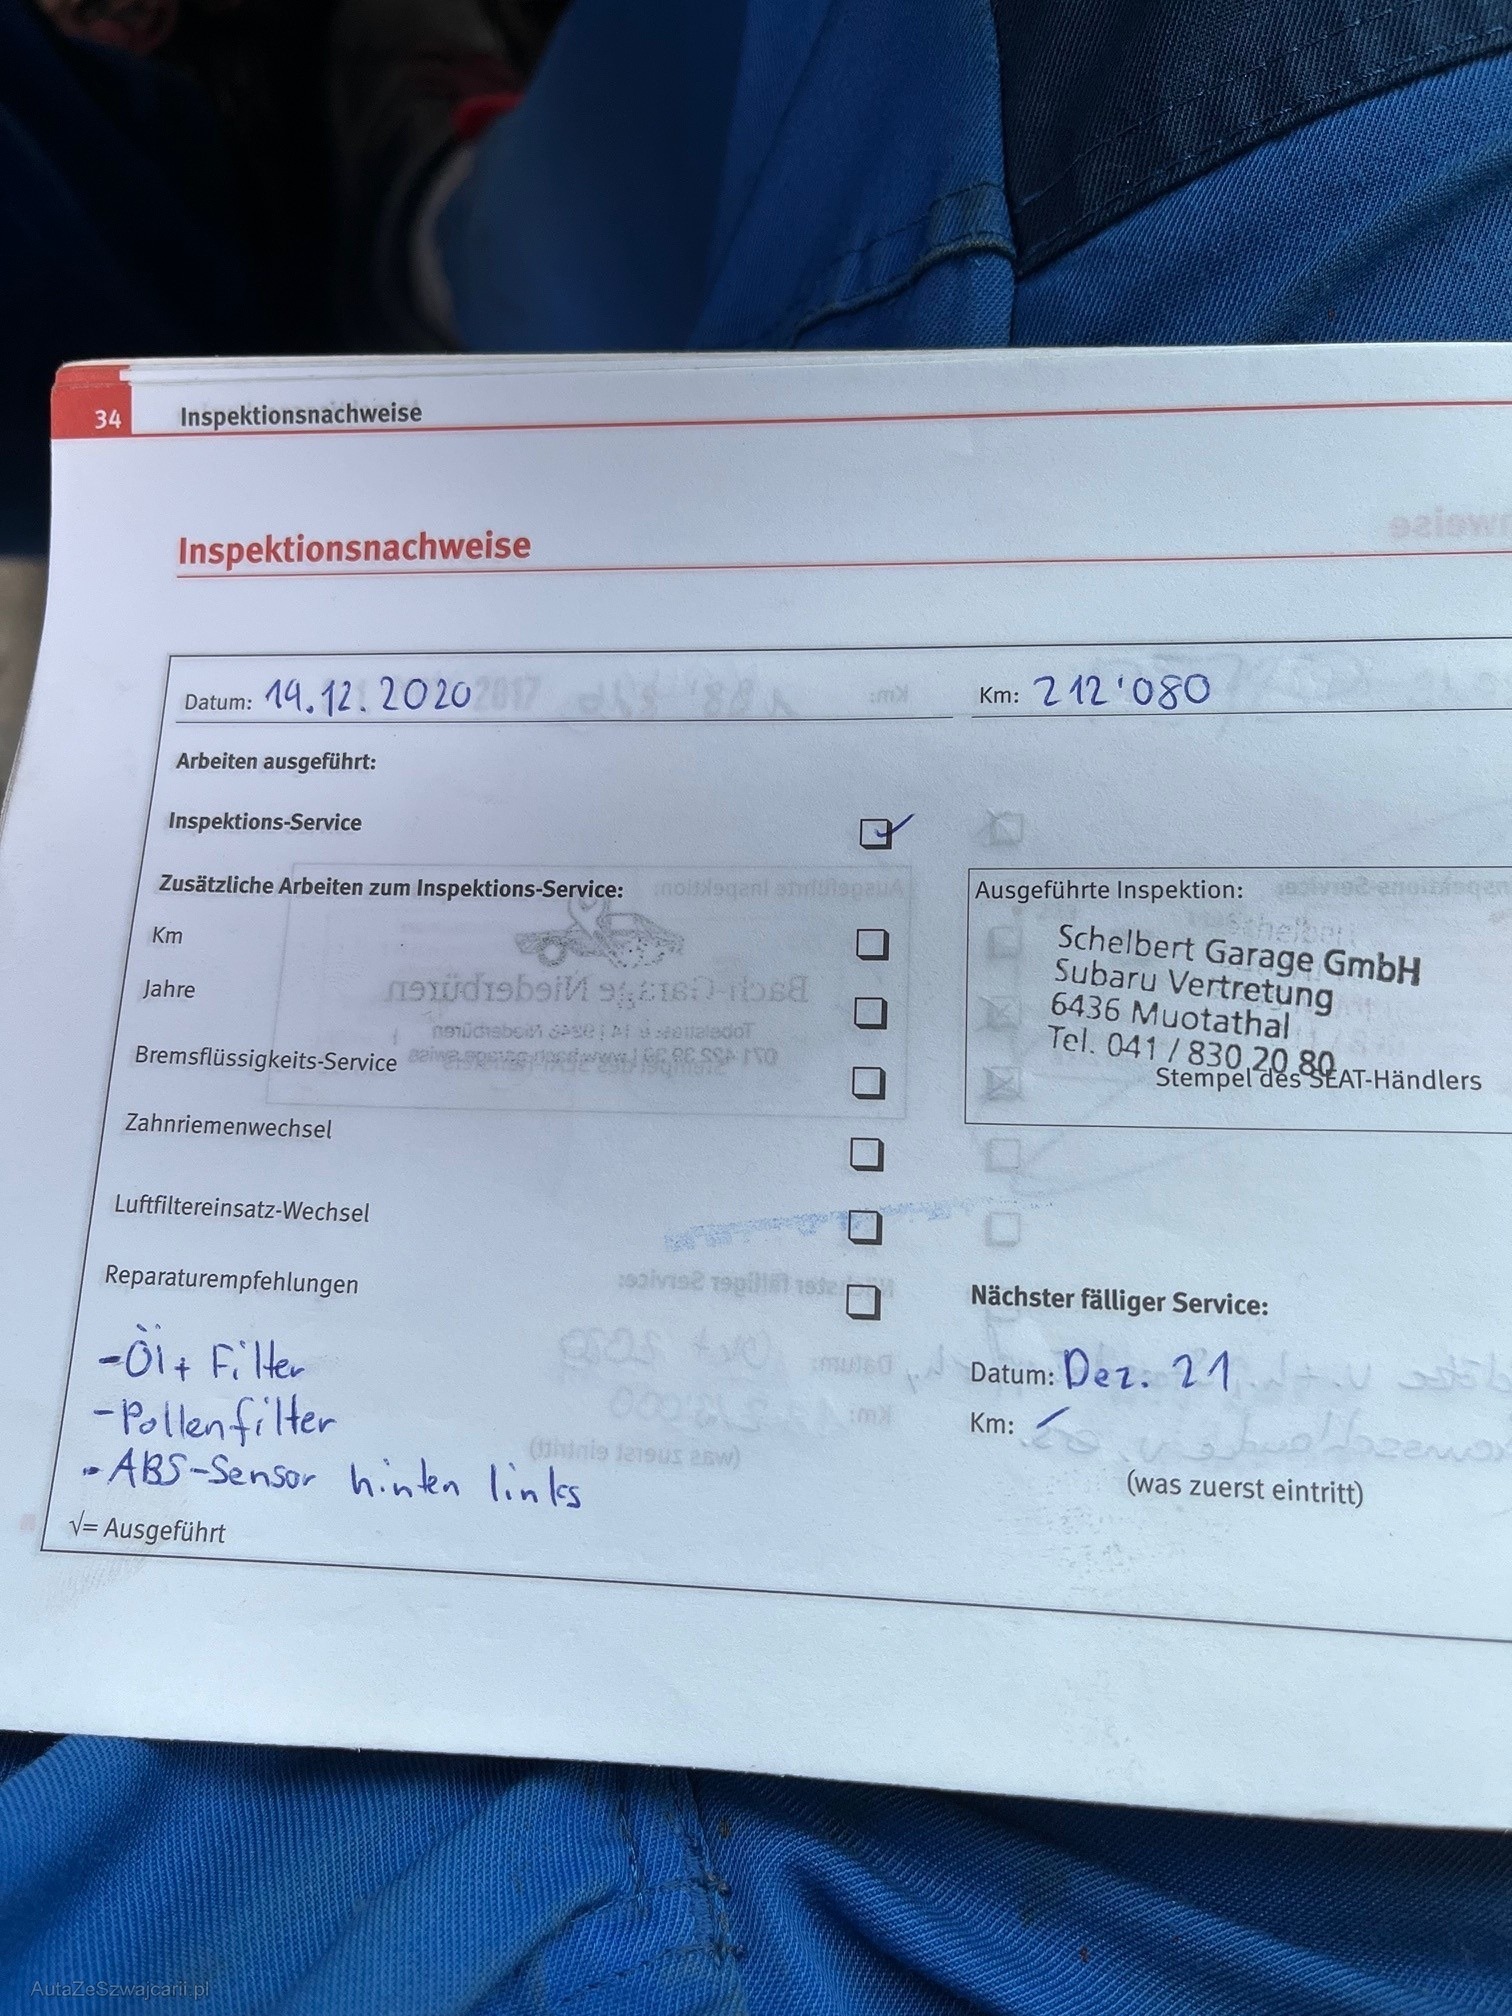 34 Inspektionsnachweise
Inspektionsnachweise
Datum: 19.12.2020 Km: 212'080
Arbeiten ausgeführt:
Inspektions-Service
Zusätzliche Arbeiten zum Inspektions-Service:
Km
Jahre
Bremsflüssigkeits-Service
Zahnriemenwechsel
Luftfiltereinsatz-Wechsel
Reparaturempfehlungen
- Öl + Filter
- Pollenfilter
- ABS-Sensor hinten links
√= Ausgeführt
Ausgeführte Inspektion:
Schelbert Garage GmbH
Subaru Vertretung
6436 Muotathal
Tel. 041 / 830 20 80
Stempel des SEAT-Händlers
Nächster fälliger Service:
Datum: Dez. 21
Km:
(was zuerst eintritt)
AutaZeSzwajcarii.pl